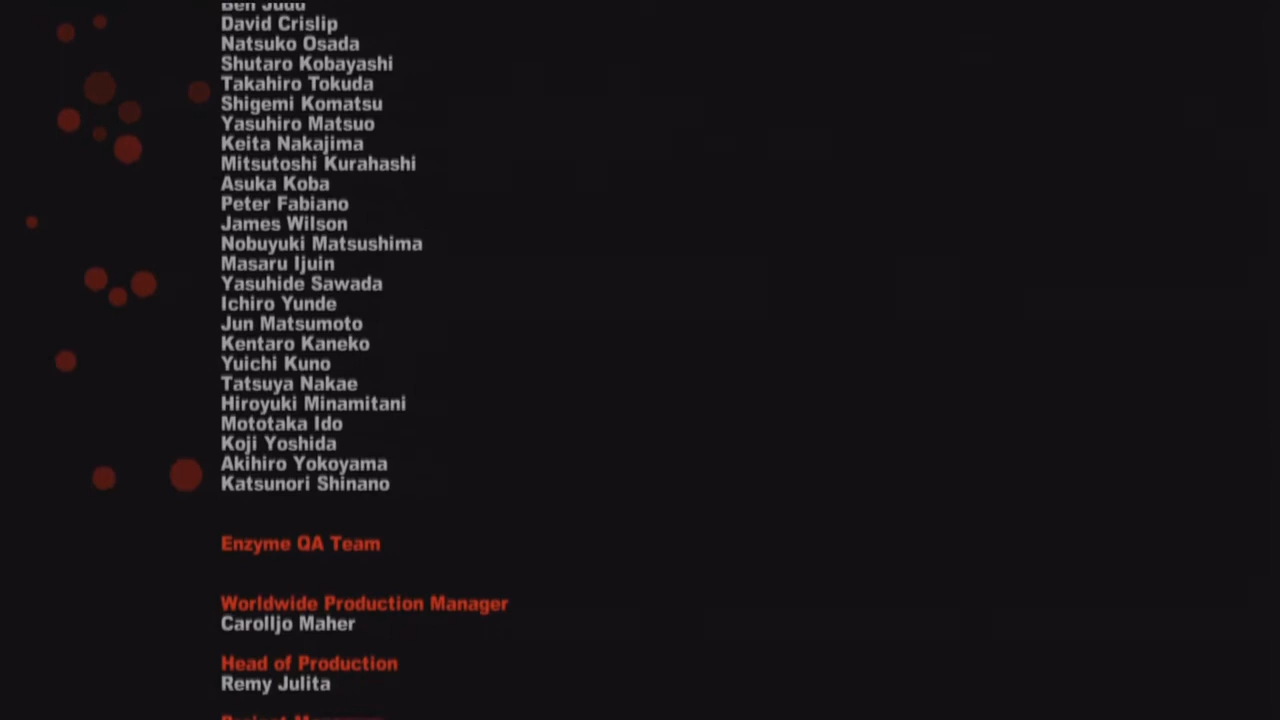 Ben Judd
David Crislip
Natsuko Osada
Shutaro Kobayashi
Takahiro Tokuda
Shigemi Komatsu
Yasuhiro Matsuo
Keita Nakajima
Mitsutoshi Kurahashi
Asuka Koba
Peter Fabiano
James Wilson
Nobuyuki Matsushima
Masaru Ijuin
Yasuhide Sawada
Ichiro Yunde
Jun Matsumoto
Kentaro Kaneko
Yuichi Kuno
Tatsuya Nakae
Hiroyuki Minamitani
Mototaka Ido
Koji Yoshida
Akihiro Yokoyama
Katsunori Shinano
Enzyme QA Team
Worldwide Production Manager
Carolljo Maher
Head of Production
Remy Julita